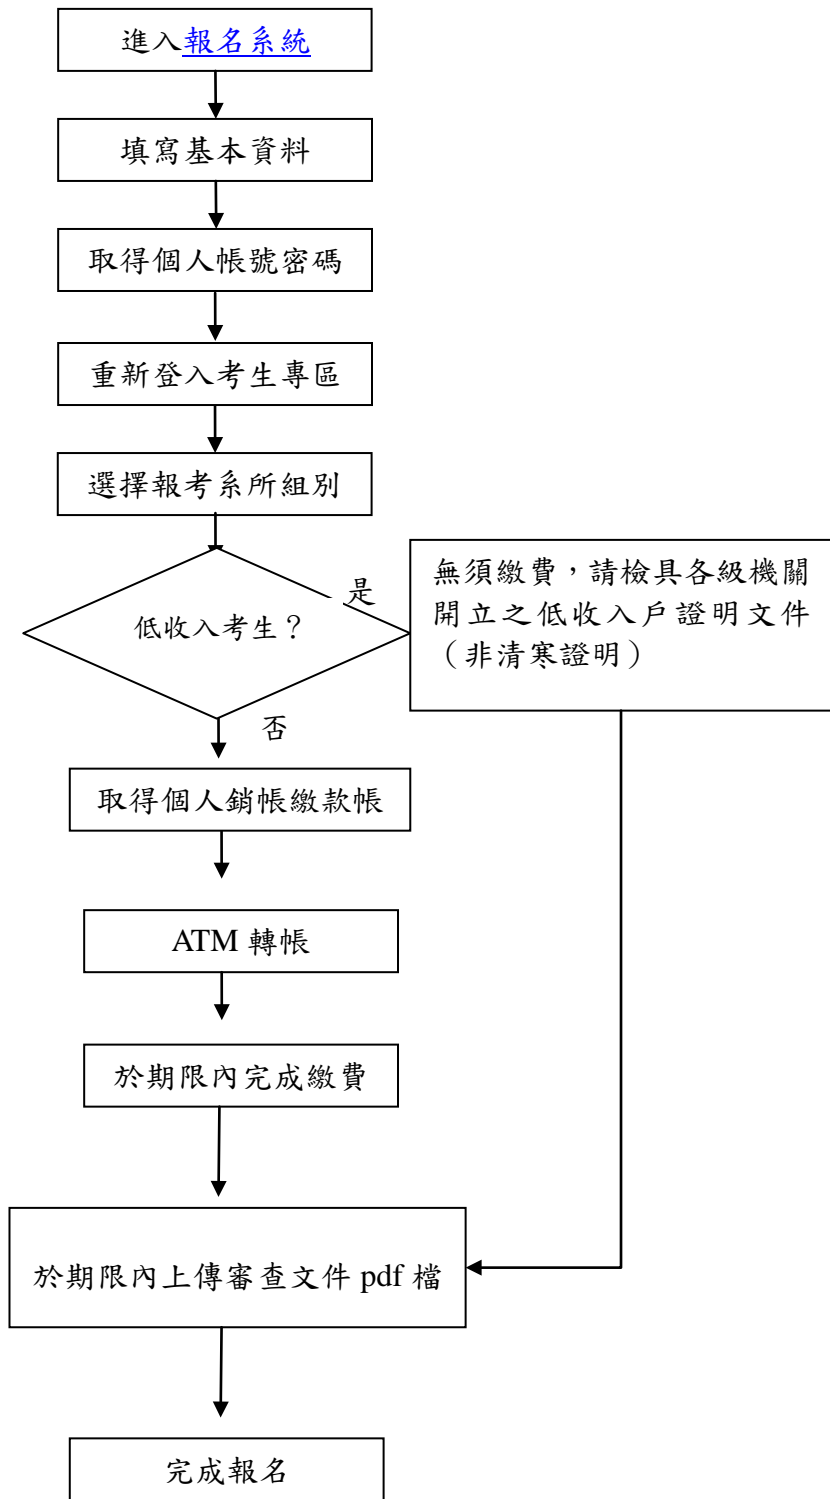 進入報名系統
填寫基本資料
取得個人帳號密碼
重新登入考生專區
選擇報考系所組別
低收入考生？
是
無須繳費，請檢具各級機關
開立之低收入戶證明文件
（非清寒證明）
否
取得個人銷帳繳款帳
ATM 轉帳
於期限內完成繳費
於期限內上傳審查文件 pdf 檔
完成報名